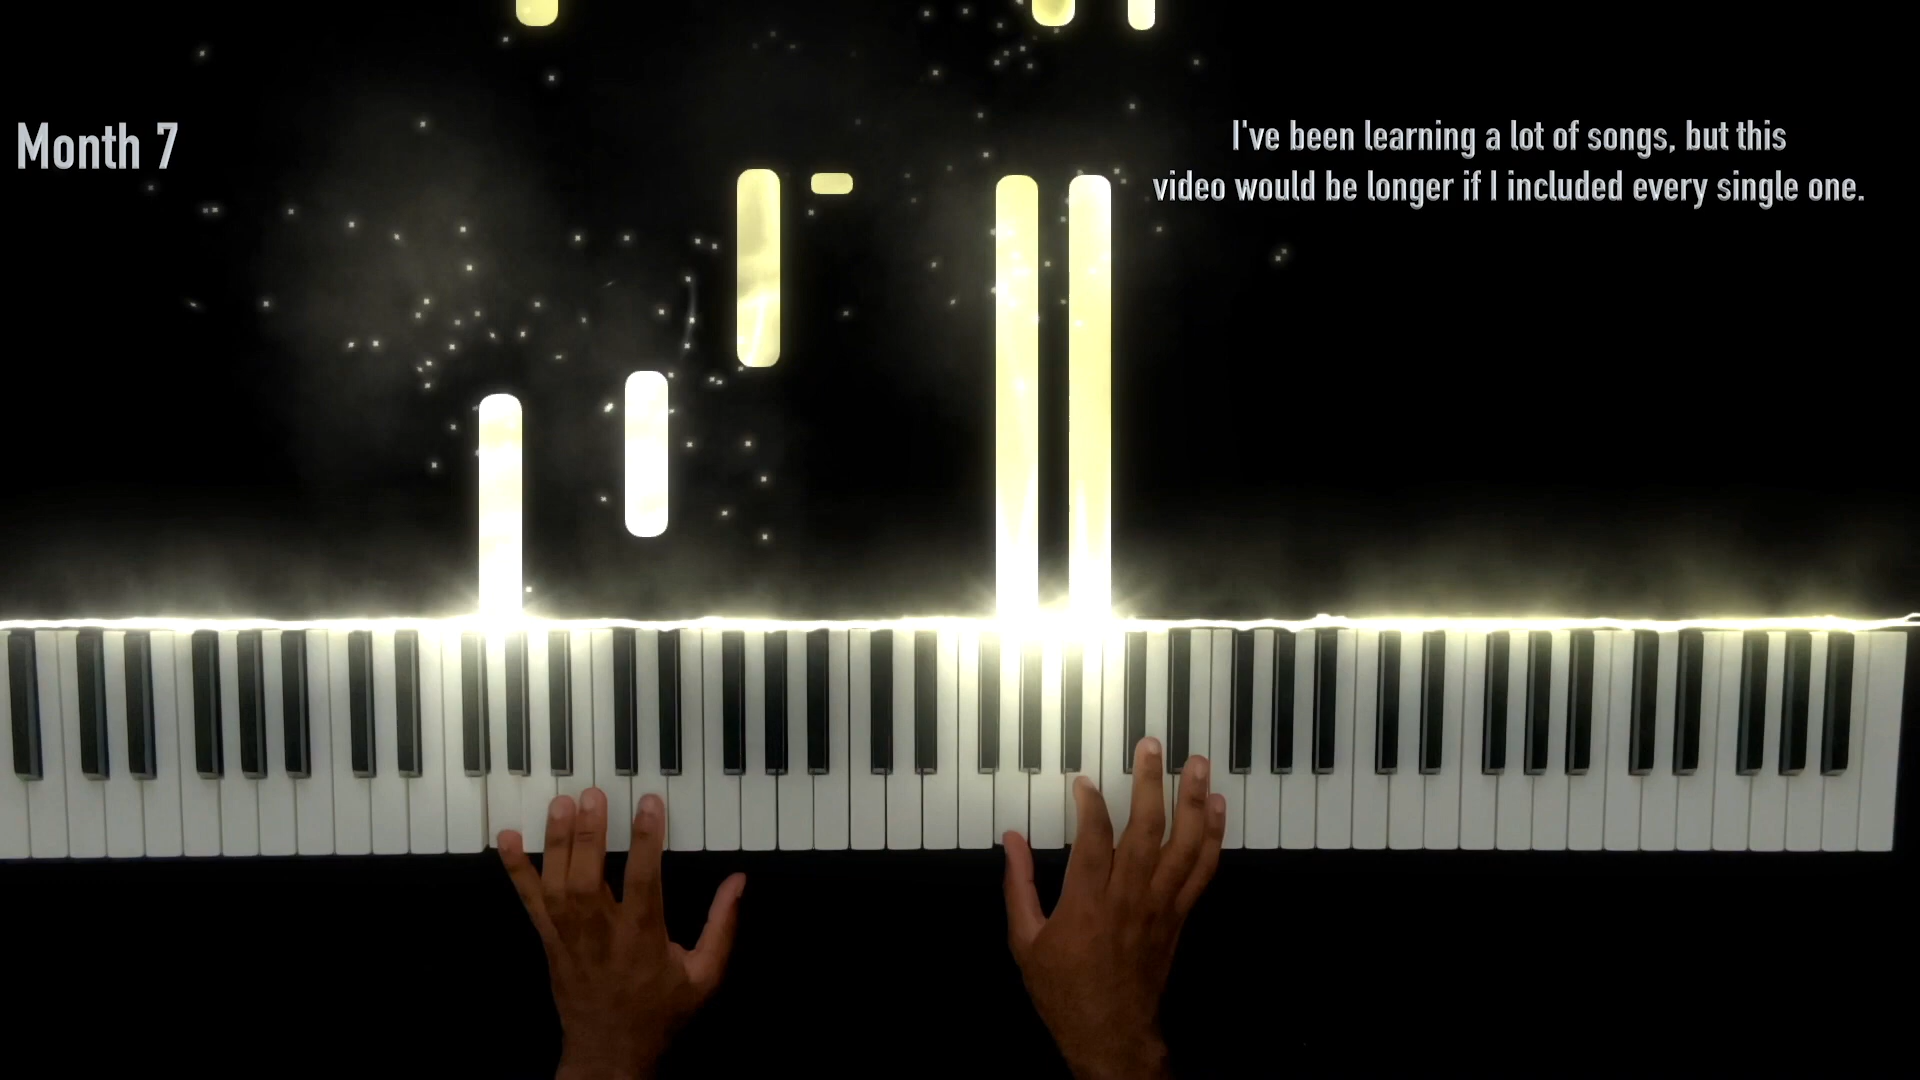 Month 7
I've been learning a lot of songs, but this
video would be longer if I included every single one.